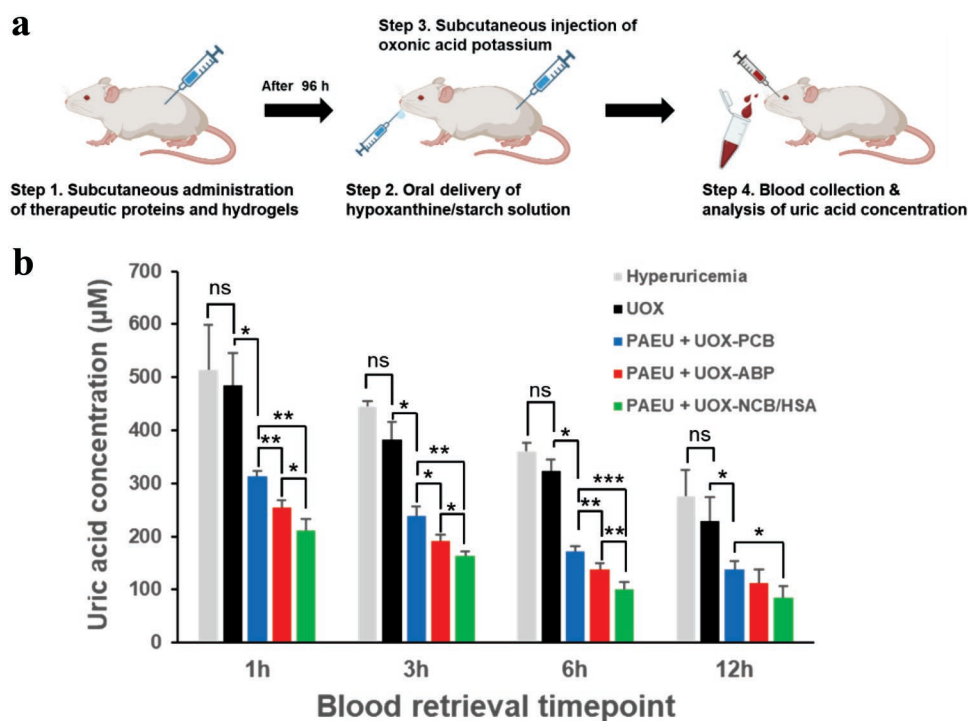 a
Step 3. Subcutaneous injection of
oxonic acid potassium
After 96 h
Step 1. Subcutaneous administration
of therapeutic proteins and hydrogels
Step 2. Oral delivery of
hypoxanthine/starch solution
Step 4. Blood collection &
analysis of uric acid concentration
b
Uric acid concentration (µM)
700
600
500
400
300
200
100
0
Hyperuricemia
UOX
PAEU + UOX-PCB
PAEU + UOX-ABP
PAEU + UOX-NCB/HSA
ns
*
**
**
*
ns
*
**
*
*
ns
*
***
**
**
ns
*
*
1h 3h 6h 12h
Blood retrieval timepoint